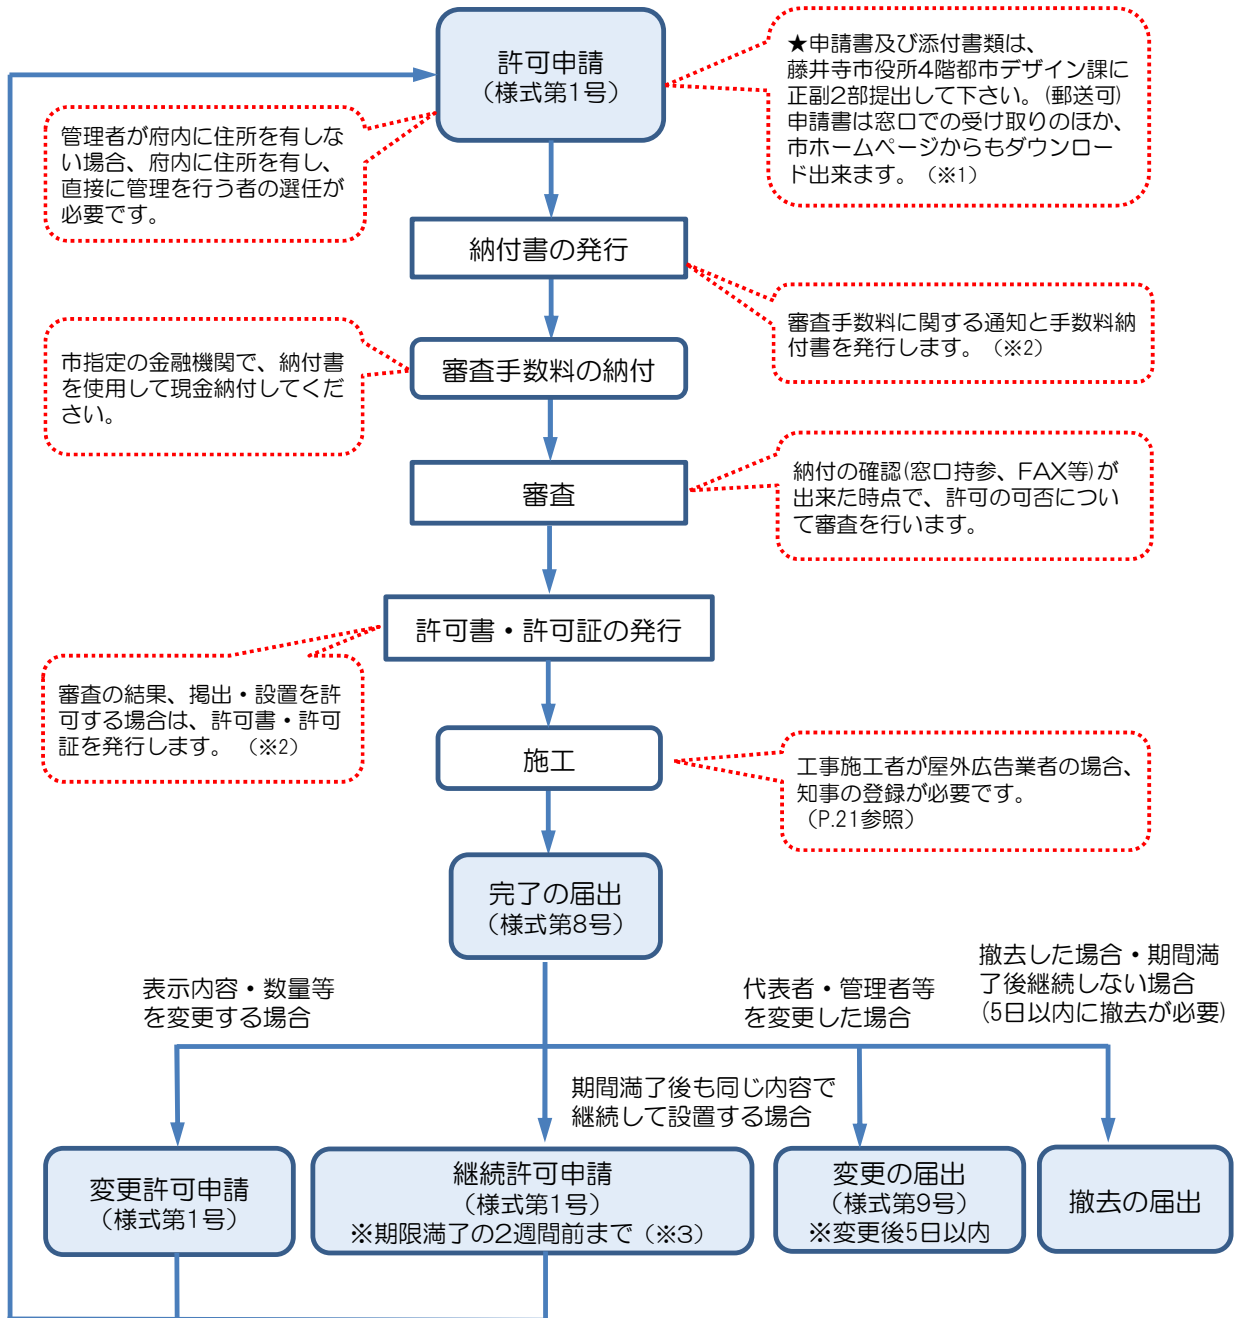 許可申請
（様式第1号）
★申請書及び添付書類は、
藤井寺市役所4階都市デザイン課に
正副2部提出して下さい。(郵送可)
申請書は窓口での受け取りのほか、
市ホームページからもダウンロー
ド出来ます。（※1）
管理者が府内に住所を有しな
い場合、府内に住所を有し、
直接に管理を行う者の選任が
必要です。
納付書の発行
審査手数料に関する通知と手数料納
付書を発行します。（※2）
市指定の金融機関で、納付書
を使用して現金納付してくだ
さい。
審査手数料の納付
審査
納付の確認(窓口持参、FAX等)が
出来た時点で、許可の可否につい
て審査を行います。
許可書・許可証の発行
審査の結果、掲出・設置を許
可する場合は、許可書・許可
証を発行します。（※2）
施工
工事施工者が屋外広告業者の場合、
知事の登録が必要です。
（P.21参照）
完了の届出
（様式第8号）
表示内容・数量等
を変更する場合
代表者・管理者等
を変更した場合
撤去した場合・期間満
了後継続しない場合
(5日以内に撤去が必要)
期間満了後も同じ内容で
継続して設置する場合
変更許可申請
（様式第1号）
継続許可申請
（様式第1号）
※期限満了の2週間前まで（※3）
変更の届出
（様式第9号）
※変更後5日以内
撤去の届出